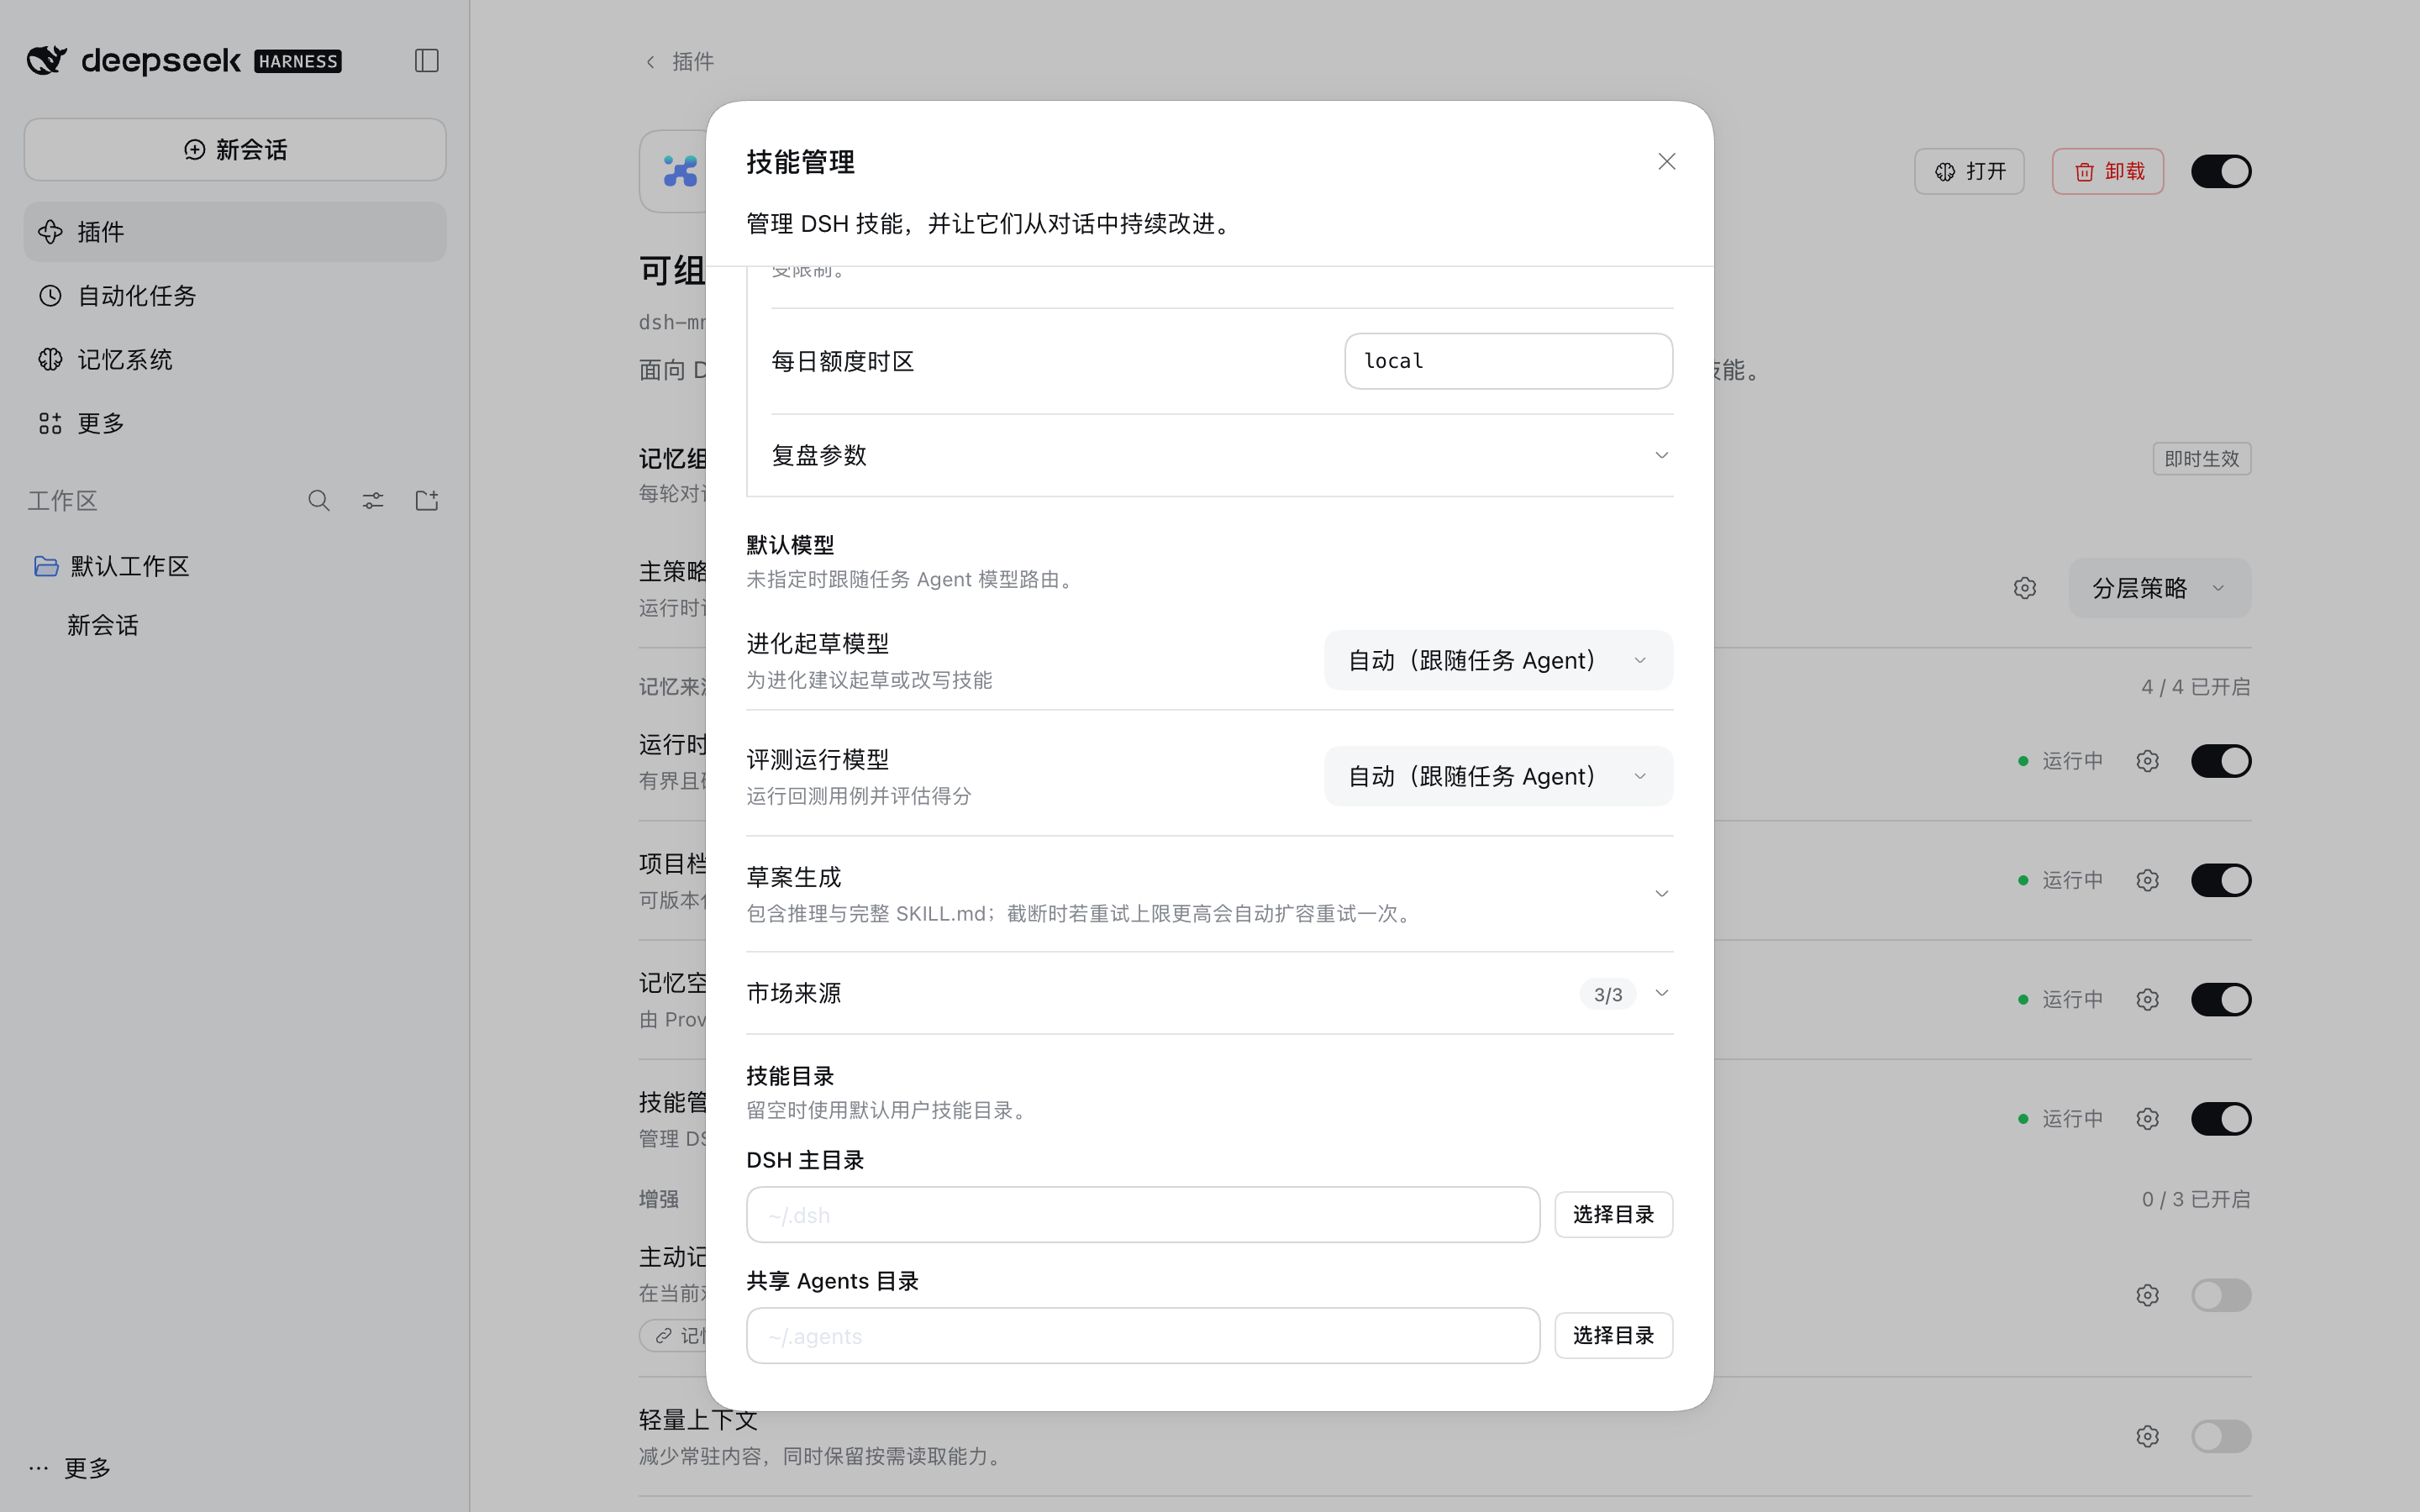 deepseek HARNESS
新会话
插件
自动化任务
记忆系统
更多
工作区
默认工作区
新会话
更多
插件
打开
卸载
可组
面向 D
技能。
记忆组
每轮对
即时生效
主策略
运行时
分层策略
记忆来
4 / 4 已开启
运行时
有界且
运行中
项目档
可版本
运行中
记忆空
由 Prov
运行中
技能管
管理 DS
运行中
增强
0 / 3 已开启
主动记
在当前
记忆
轻量上下文
减少常驻内容，同时保留按需读取能力。
技能管理
管理 DSH 技能，并让它们从对话中持续改进。
受限制。
每日额度时区
local
复盘参数
默认模型
未指定时跟随任务 Agent 模型路由。
进化起草模型
为进化建议起草或改写技能
自动（跟随任务 Agent）
评测运行模型
运行回测用例并评估得分
自动（跟随任务 Agent）
草案生成
包含推理与完整 SKILL.md；截断时若重试上限更高会自动扩容重试一次。
市场来源
3/3
技能目录
留空时使用默认用户技能目录。
DSH 主目录
~/.dsh
选择目录
共享 Agents 目录
~/.agents
选择目录